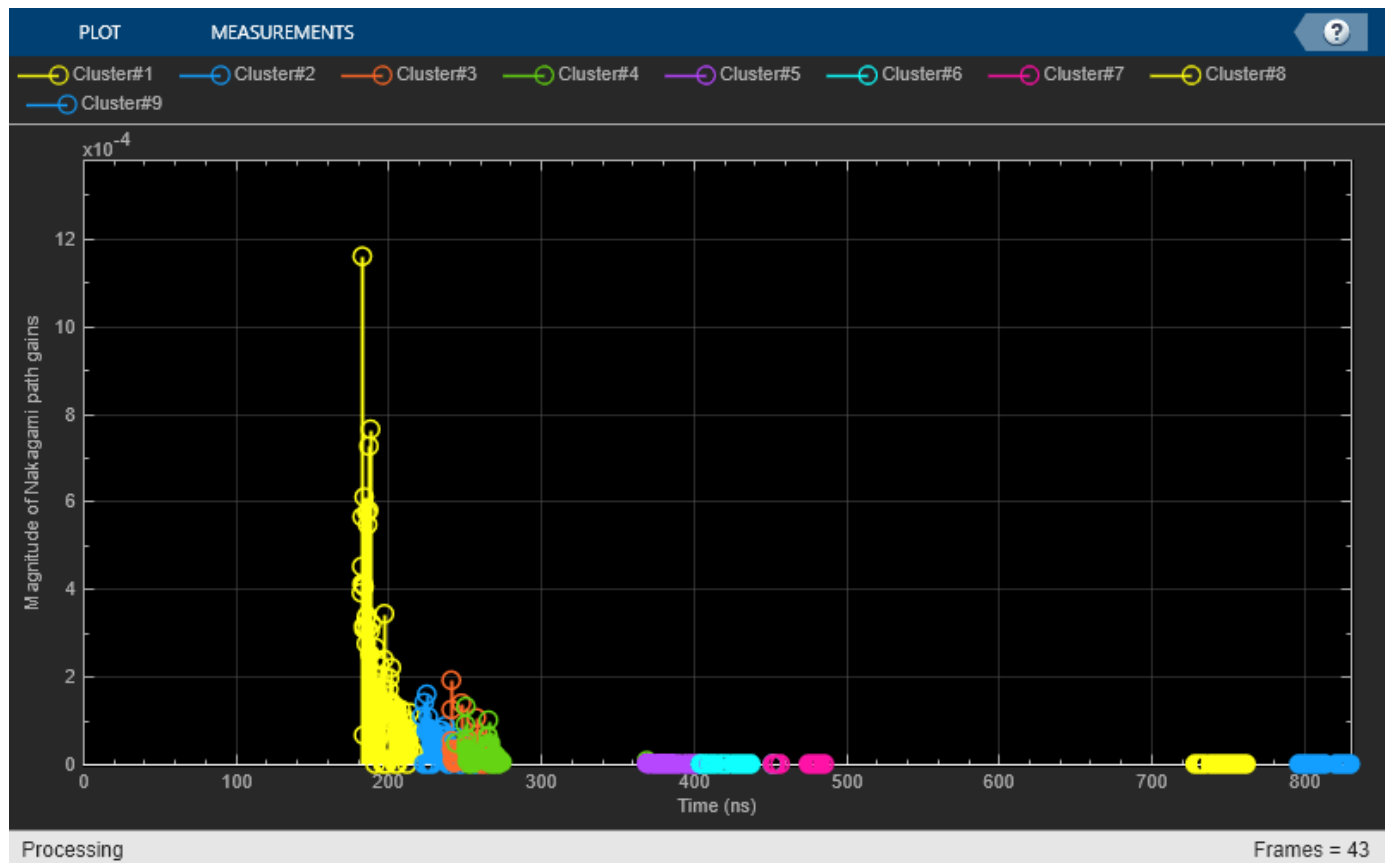 PLOT MEASUREMENTS ?
Cluster#1 Cluster#2 Cluster#3 Cluster#4 Cluster#5 Cluster#6 Cluster#7 Cluster#8
Cluster#9
x10-4
12
10
8
6
4
2
0
Magnitude of Nakagami path gains
0 100 200 300 400 500 600 700 800
Time (ns)
Processing Frames = 43